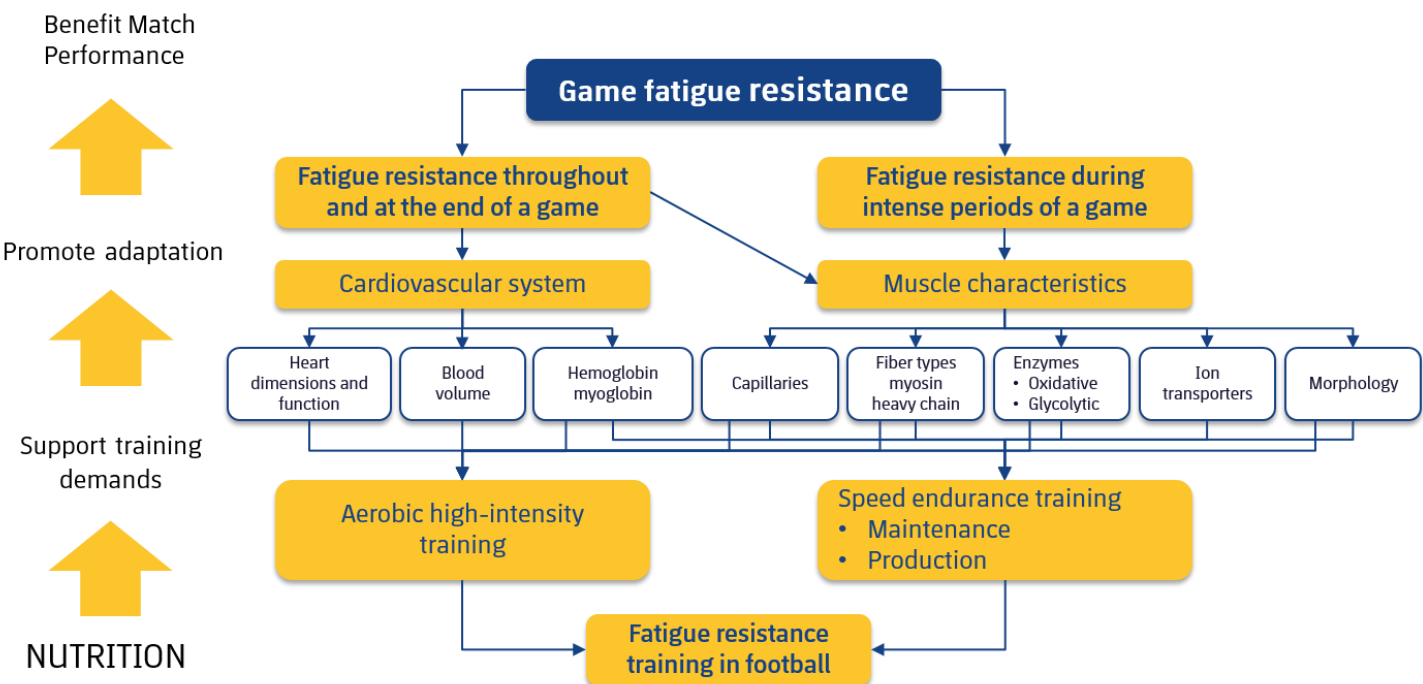 Benefit Match
Performance
Game fatigue resistance
Fatigue resistance throughout
and at the end of a game
Fatigue resistance during
intense periods of a game
Promote adaptation
Cardiovascular system
Muscle characteristics
Heart
dimensions and
function
Blood
volume
Hemoglobin
myoglobin
Capillaries
Fiber types
myosin
heavy chain
Enzymes
• Oxidative
• Glycolytic
Ion
transporters
Morphology
Support training
demands
Aerobic high-intensity
training
Speed endurance training
• Maintenance
• Production
NUTRITION
Fatigue resistance
training in football